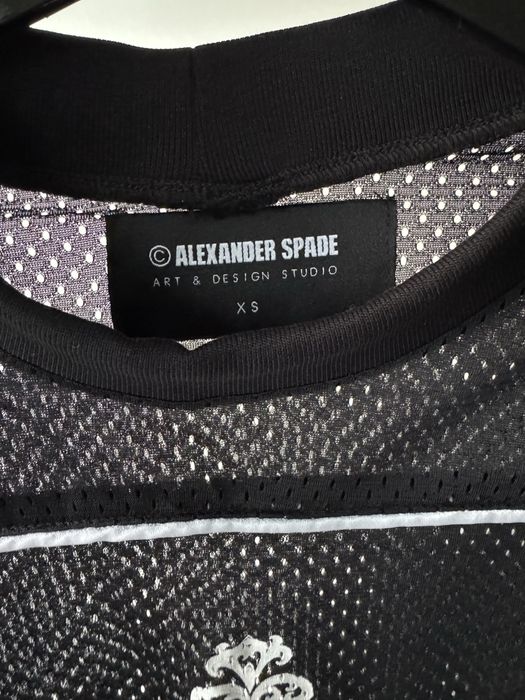 © ALEXANDER SPADE
ART & DESIGN STUDIO
XS